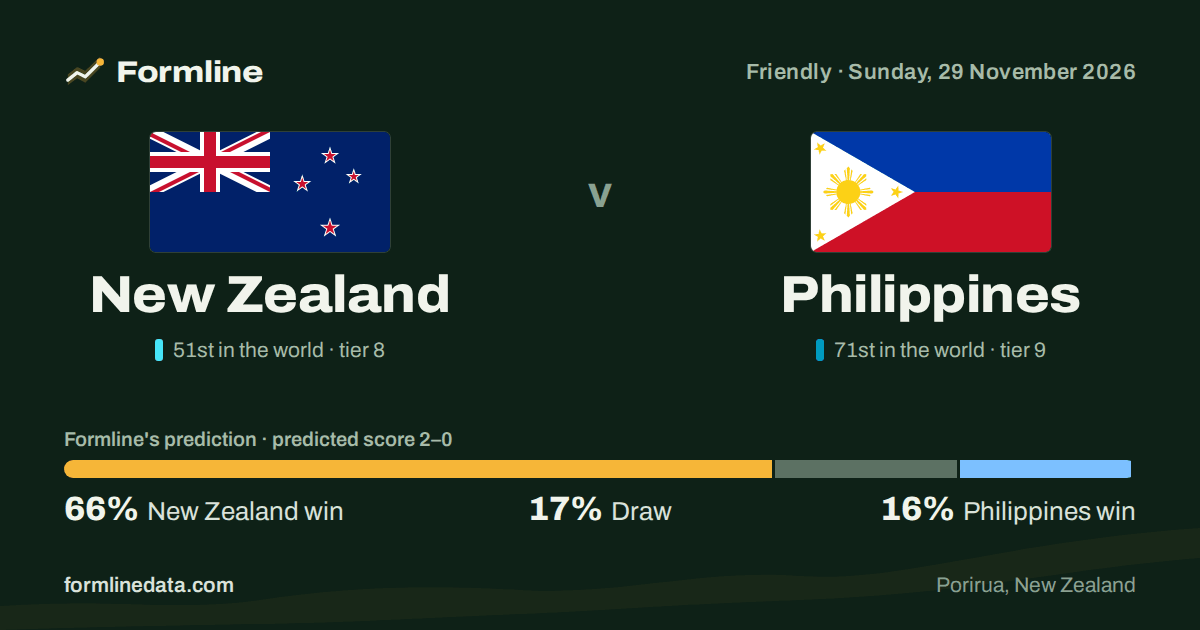 Formline
Friendly · Sunday, 29 November 2026
v
New Zealand
Philippines
51st in the world · tier 8
71st in the world · tier 9
Formline's prediction · predicted score 2–0
66% New Zealand win
17% Draw
16% Philippines win
formlinedata.com
Porirua, New Zealand